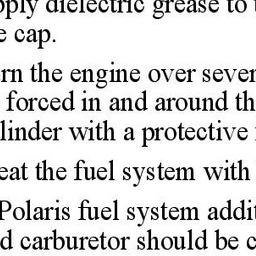 pply dielectric grease to
e cap.
rn the engine over sever
forced in and around th
linder with a protective
eat the fuel system with
Polaris fuel system addit
d carburetor should be c